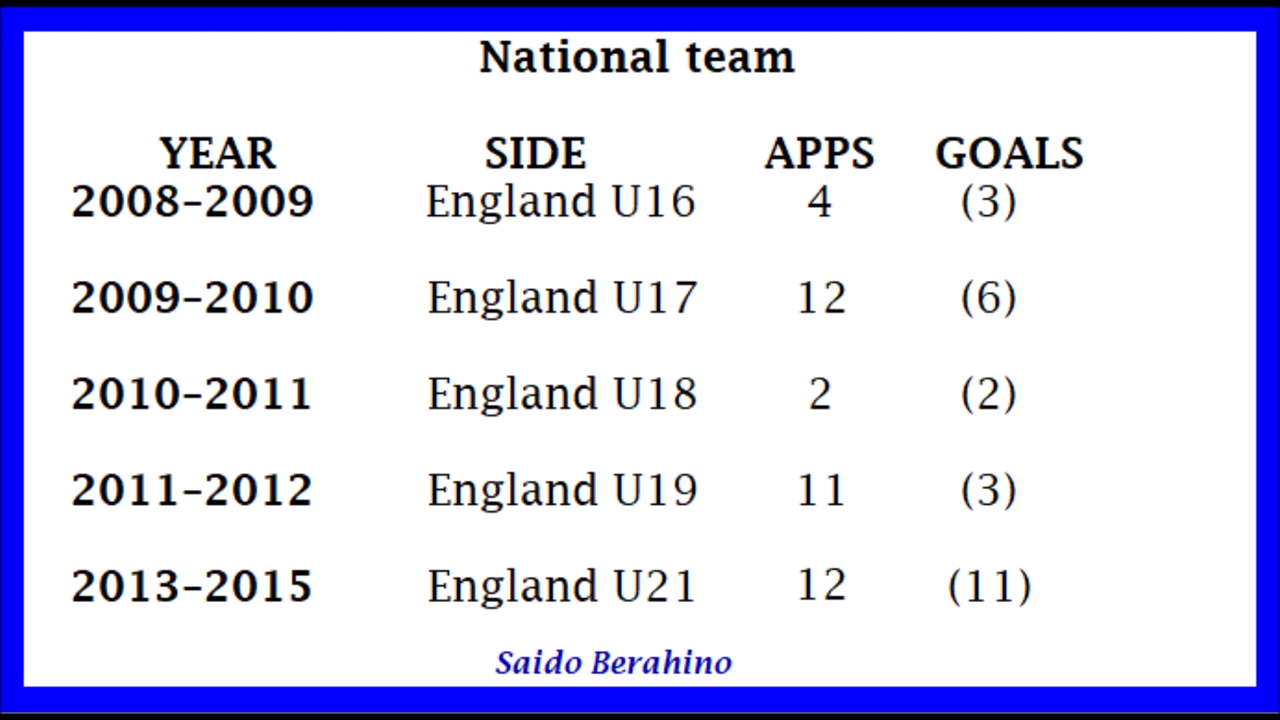 National team
YEAR SIDE APPS GOALS
2008–2009 England U16 4 (3)
2009–2010 England U17 12 (6)
2010–2011 England U18 2 (2)
2011–2012 England U19 11 (3)
2013–2015 England U21 12 (11)
Saido Berahino